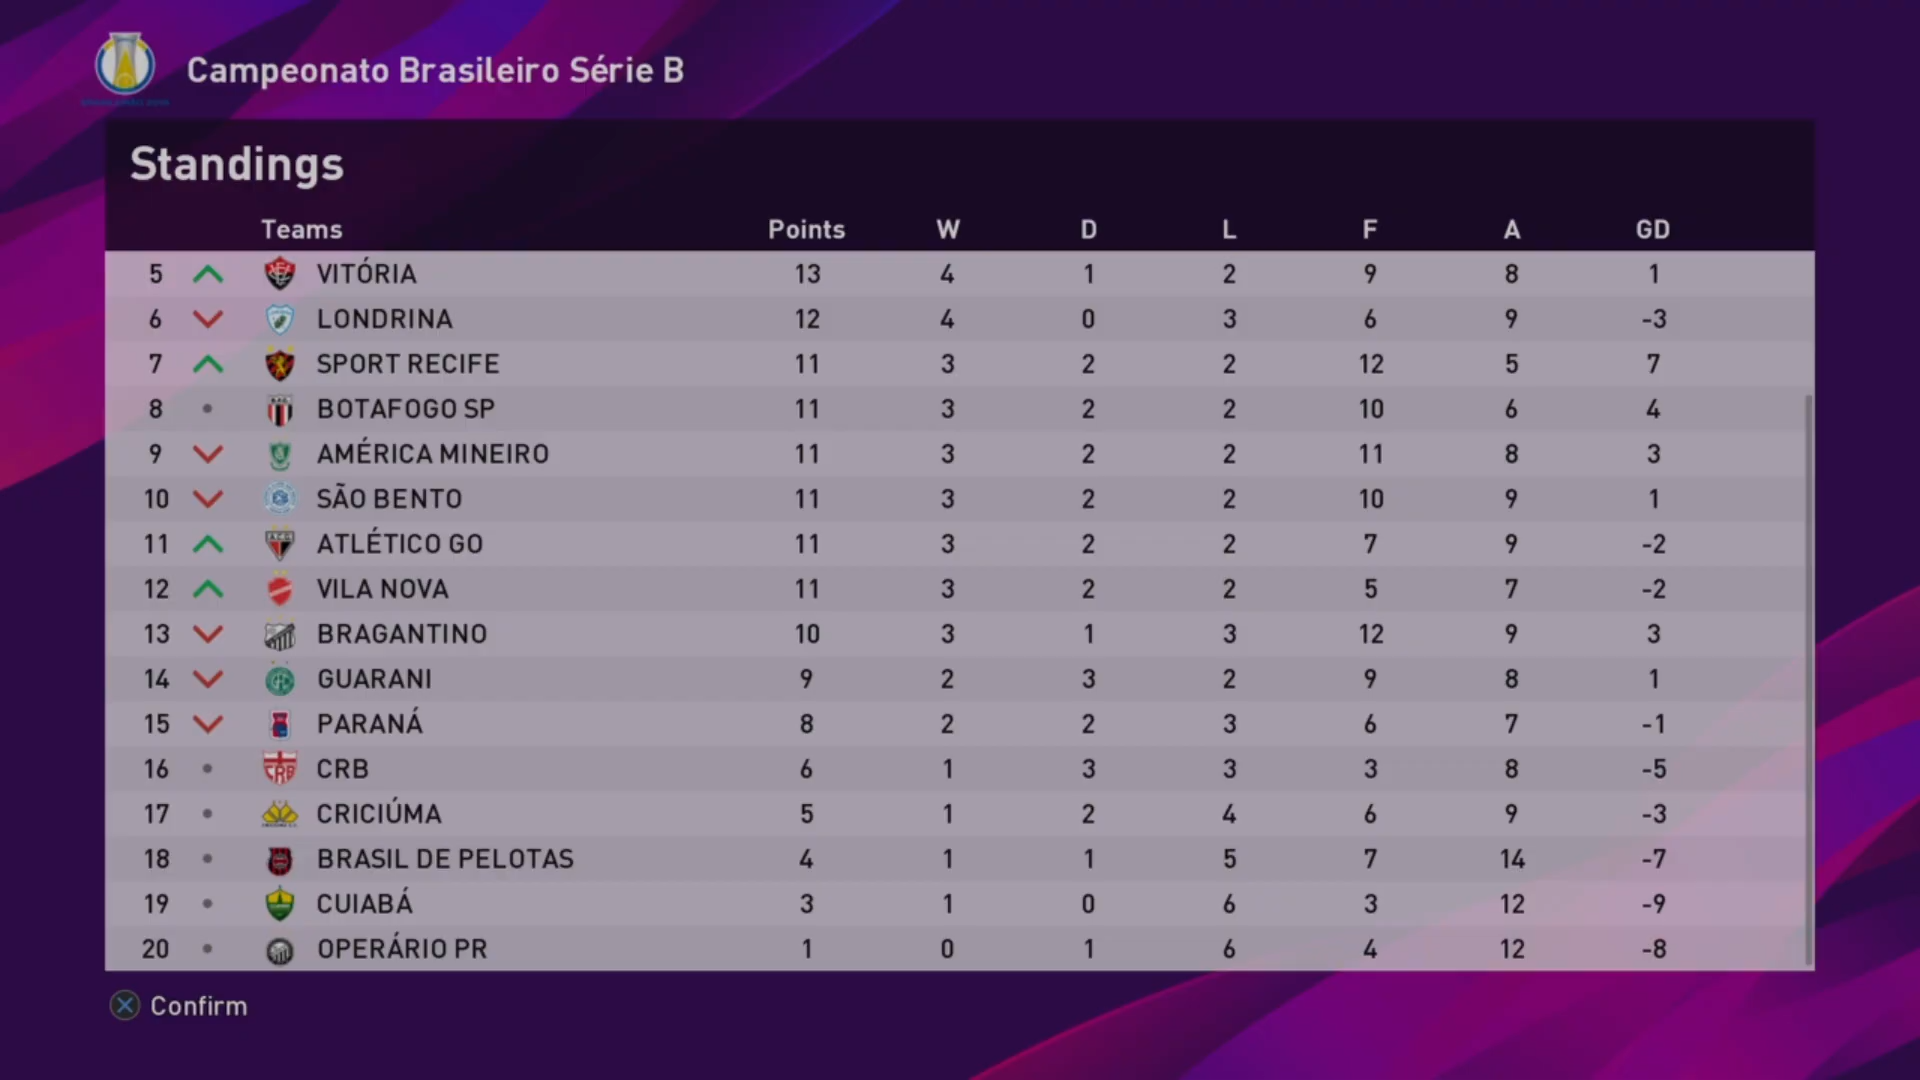 Campeonato Brasileiro Série B
Standings
Teams Points W D L F A GD
5 VITÓRIA 13 4 1 2 9 8 1
6 LONDRINA 12 4 0 3 6 9 -3
7 SPORT RECIFE 11 3 2 2 12 5 7
8 BOTAFOGO SP 11 3 2 2 10 6 4
9 AMÉRICA MINEIRO 11 3 2 2 11 8 3
10 SÃO BENTO 11 3 2 2 10 9 1
11 ATLÉTICO GO 11 3 2 2 7 9 -2
12 VILA NOVA 11 3 2 2 5 7 -2
13 BRAGANTINO 10 3 1 3 12 9 3
14 GUARANI 9 2 3 2 9 8 1
15 PARANÁ 8 2 2 3 6 7 -1
16 CRB 6 1 3 3 3 8 -5
17 CRICIÚMA 5 1 2 4 6 9 -3
18 BRASIL DE PELOTAS 4 1 1 5 7 14 -7
19 CUIABÁ 3 1 0 6 3 12 -9
20 OPERÁRIO PR 1 0 1 6 4 12 -8
Confirm